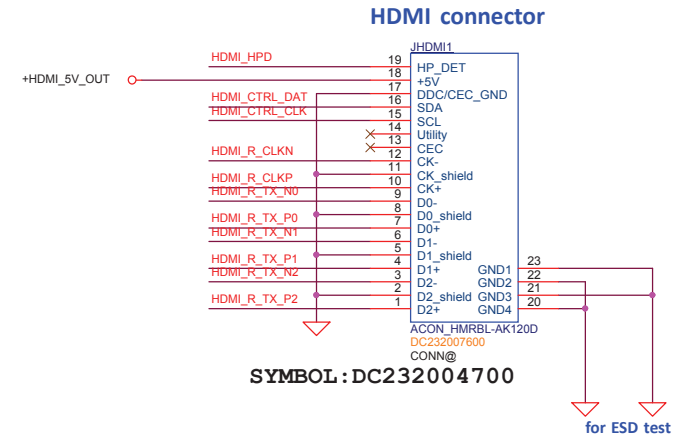 HDMI connector
JHDMI1
HDMI_HPD 19 HP_DET
+HDMI_5V_OUT 18 +5V
17 DDC/CEC_GND
HDMI_CTRL_DAT 16 SDA
HDMI_CTRL_CLK 15 SCL
14 Utility
13 CEC
HDMI_R_CLKN 12 CK-
11 CK_shield
HDMI_R_CLKP 10 CK+
HDMI_R_TX_N0 9 D0-
8 D0_shield
HDMI_R_TX_P0 7 D0+
HDMI_R_TX_N1 6 D1-
5 D1_shield
HDMI_R_TX_P1 4 D1+ GND1 23
HDMI_R_TX_N2 3 D2- GND2 22
2 D2_shield GND3 21
HDMI_R_TX_P2 1 D2+ GND4 20
ACON_HMRBL-AK120D
DC232007600
CONN@
SYMBOL:DC232004700
for ESD test